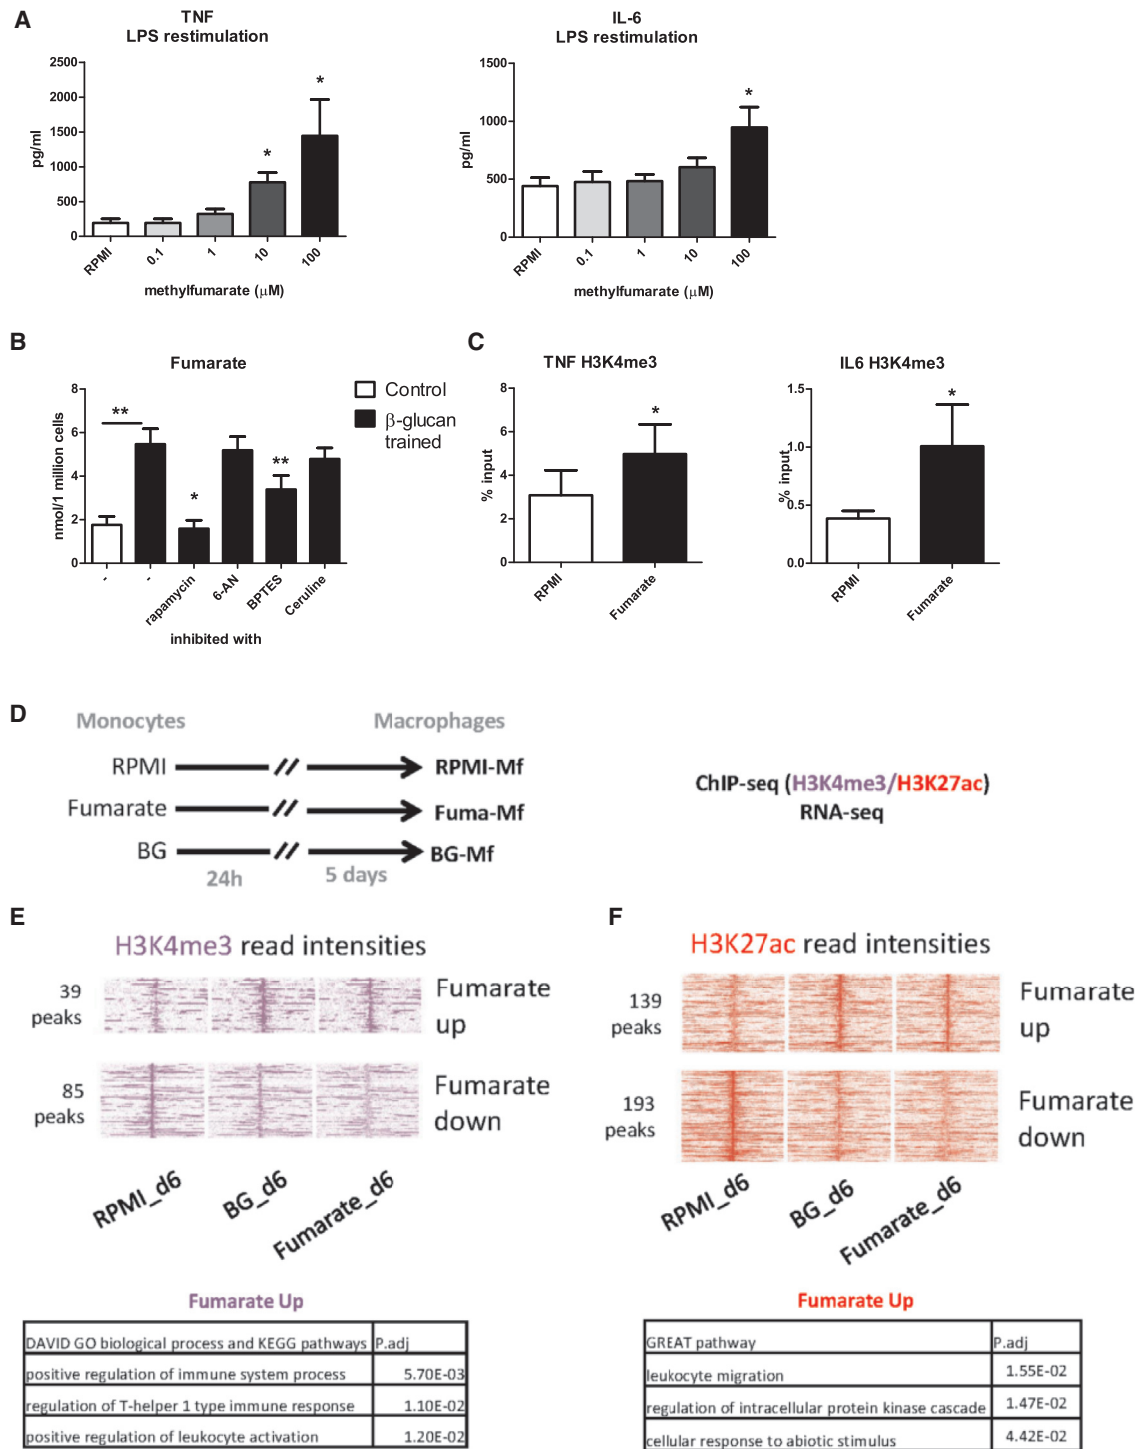 A
TNF
LPS restimulation
2500
2000
1500
1000
500
0
pg/ml
*
*
RPMI
0.1
1
10
100
methylfumarate (μM)
IL-6
LPS restimulation
1500
1000
500
0
pg/ml
*
RPMI
0.1
1
10
100
methylfumarate (μM)
B
Fumarate
8
6
4
2
0
nmol/1 million cells
**
*
**
-
-
rapamycin
6-AN
BPTES
Ceruline
inhibited with
Control
β-glucan
trained
C
TNF H3K4me3
8
6
4
2
0
% input
*
RPMI
Fumarate
IL6 H3K4me3
1.5
1.0
0.5
0.0
% input
*
RPMI
Fumarate
D
Monocytes
Macrophages
RPMI
RPMI-Mf
Fumarate
Fuma-Mf
BG
BG-Mf
24h
5 days
ChIP-seq (H3K4me3/H3K27ac)
RNA-seq
E
H3K4me3 read intensities
39
peaks
Fumarate
up
85
peaks
Fumarate
down
RPMI_d6
BG_d6
Fumarate_d6
Fumarate Up
DAVID GO biological process and KEGG pathways P.adj
positive regulation of immune system process 5.70E-03
regulation of T-helper 1 type immune response 1.10E-02
positive regulation of leukocyte activation 1.20E-02
F
H3K27ac read intensities
139
peaks
Fumarate
up
193
peaks
Fumarate
down
RPMI_d6
BG_d6
Fumarate_d6
Fumarate Up
GREAT pathway P.adj
leukocyte migration 1.55E-02
regulation of intracellular protein kinase cascade 1.47E-02
cellular response to abiotic stimulus 4.42E-02